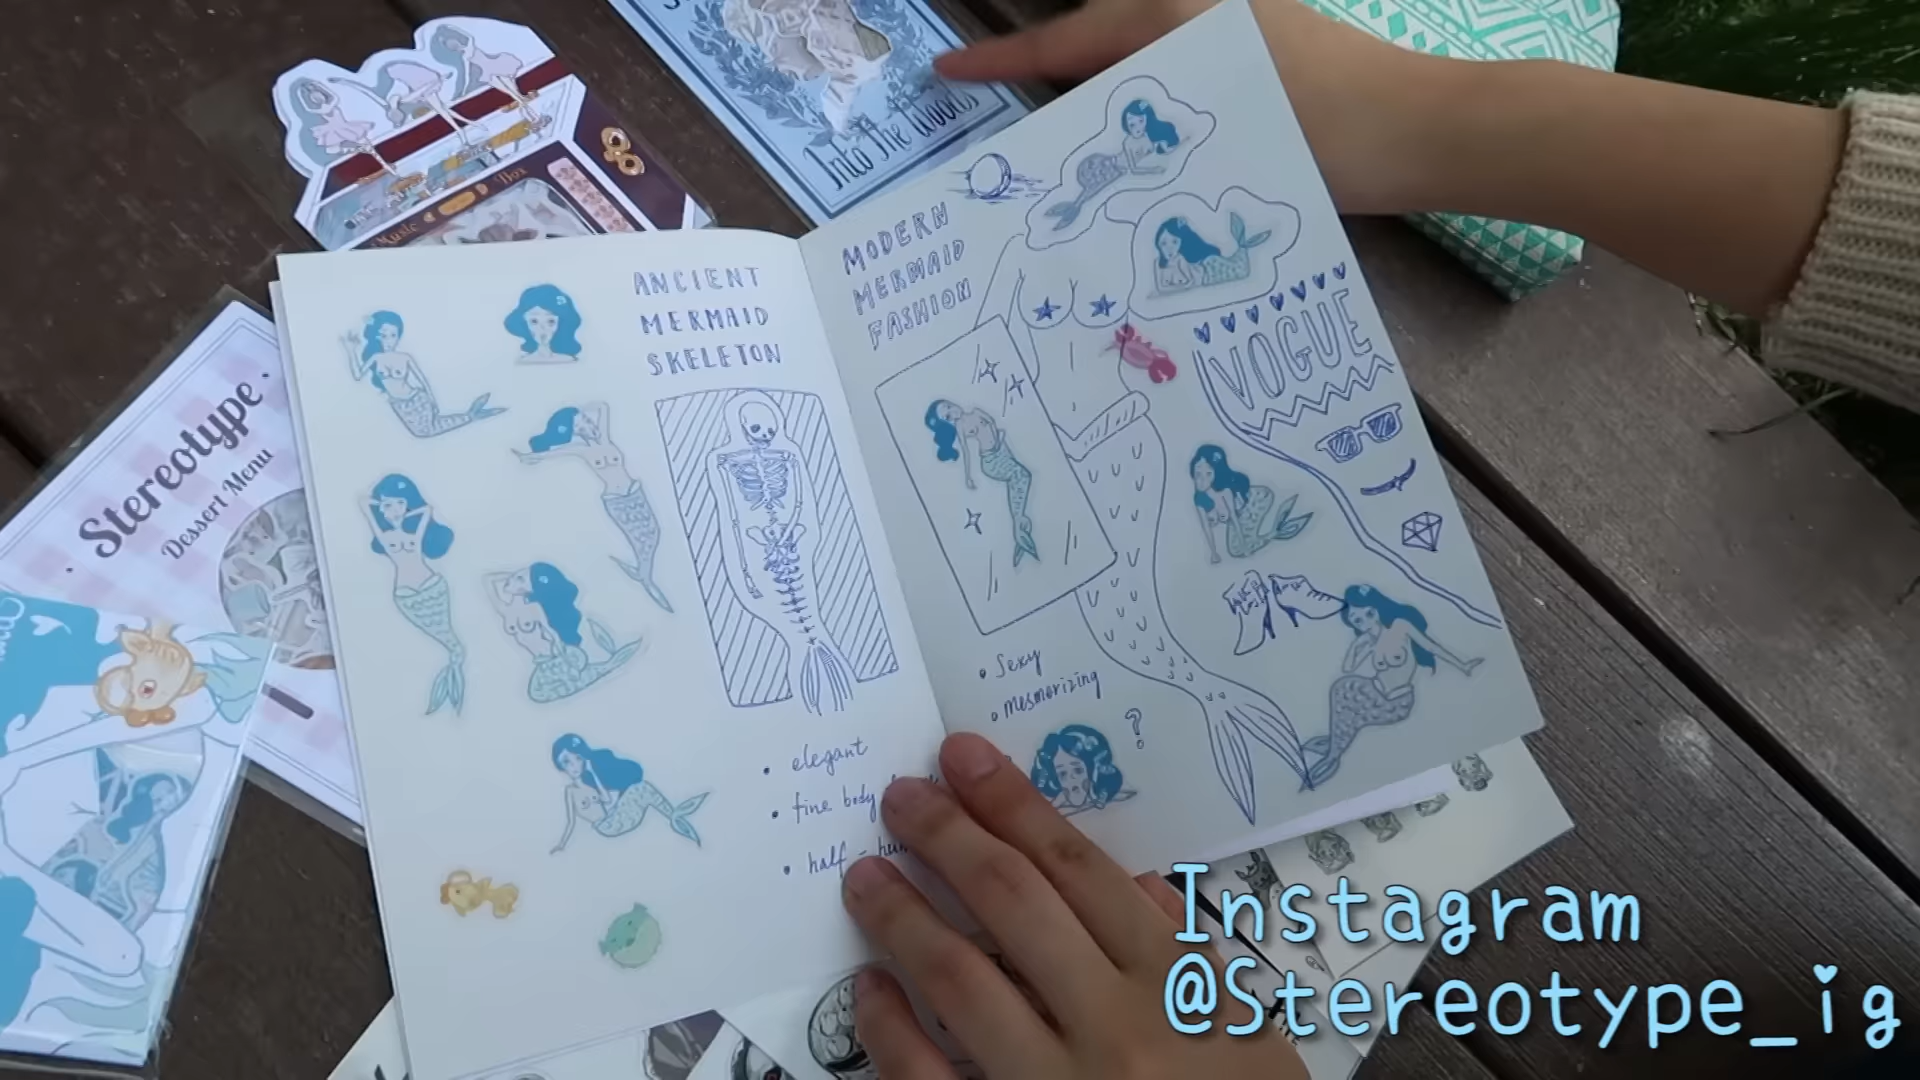 Into The Woods
Music Box
Stereotype
Dessert Menu
ANCIENT
MERMAID
SKELETON
• elegant
• fine body
• half-
MODERN
MERMAID
FASHION
VOGUE
• Sexy
• mesmerizing
?
Instagram
@Stereotype_ig